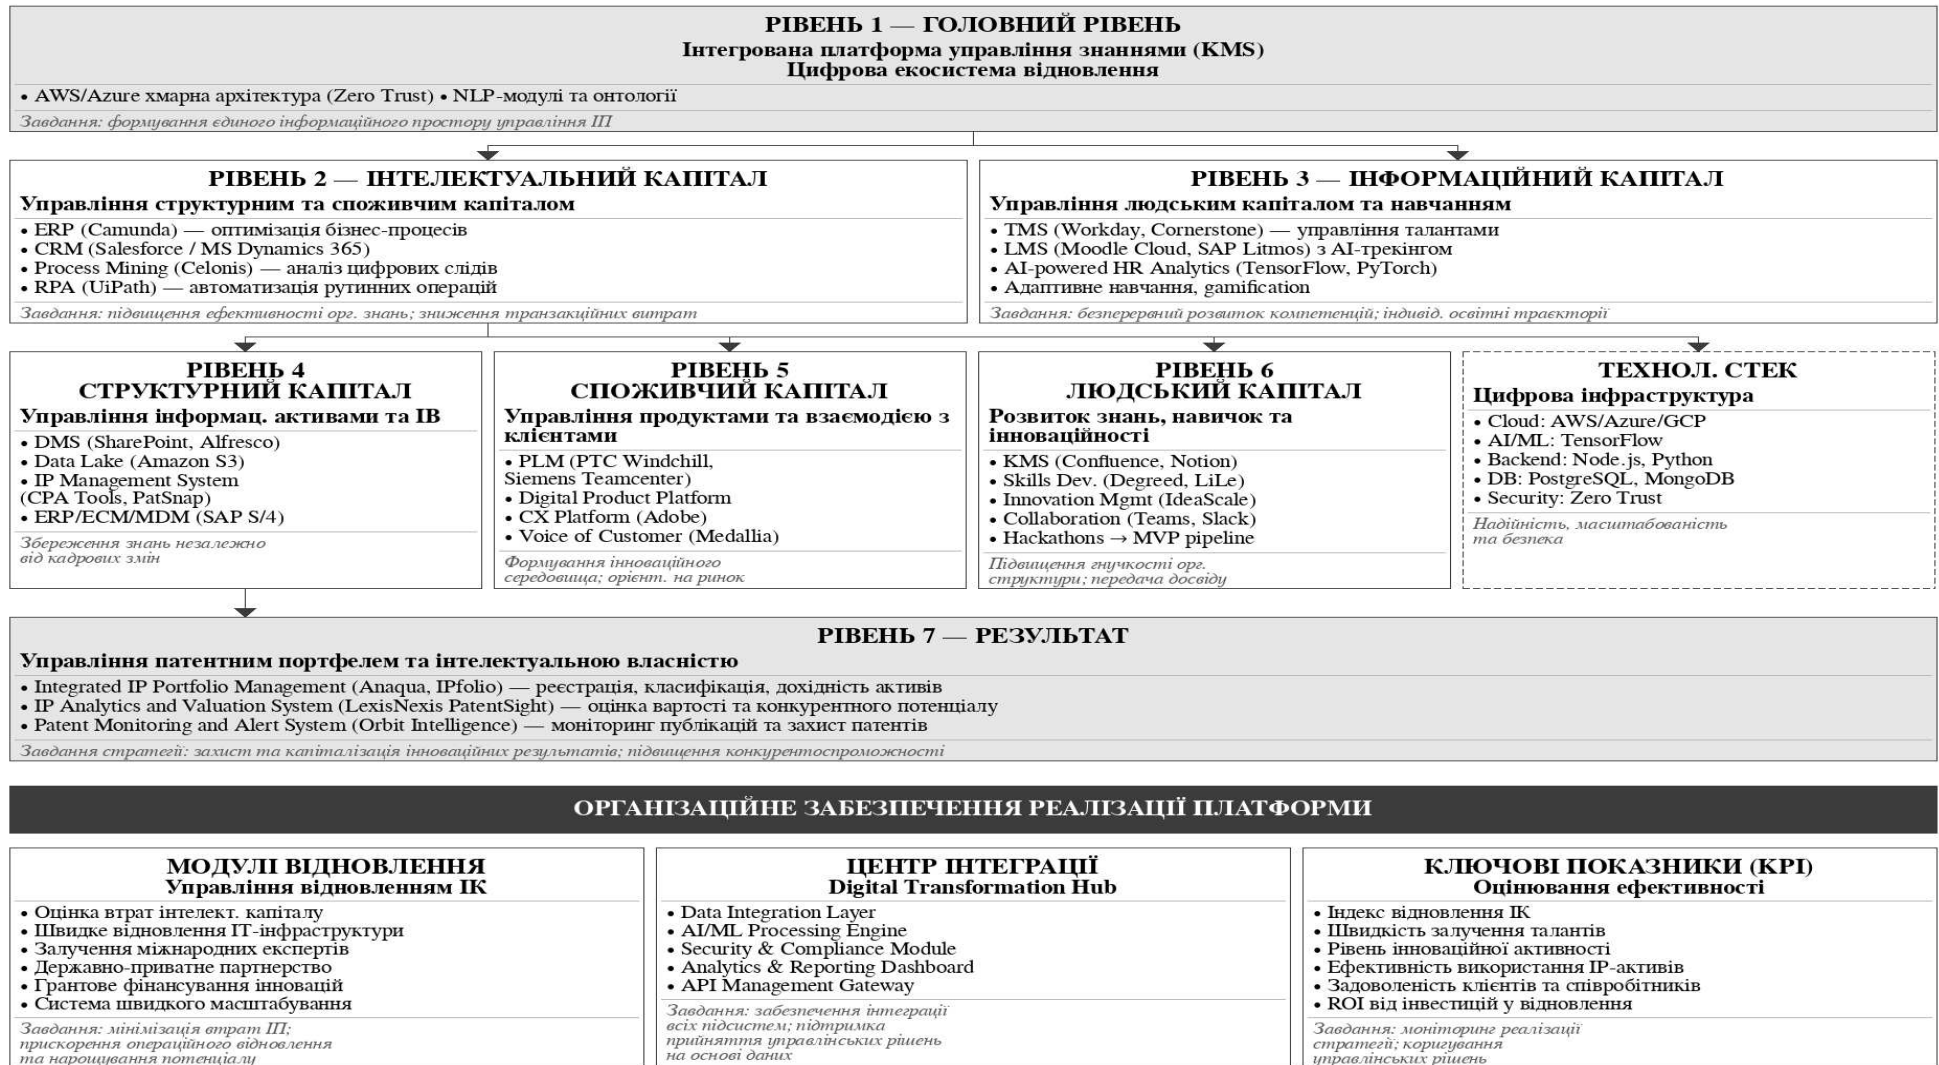 РІВЕНЬ 1 — ГОЛОВНИЙ РІВЕНЬ
Інтегрована платформа управління знаннями (KMS)
Цифрова екосистема відновлення
• AWS/Azure хмарна архітектура (Zero Trust) • NLP-модулі та онтології
Завдання: формування єдиного інформаційного простору управління ІП
РІВЕНЬ 2 — ІНТЕЛЕКТУАЛЬНИЙ КАПІТАЛ
Управління структурним та споживчим капіталом
• ERP (Camunda) — оптимізація бізнес-процесів
• CRM (Salesforce / MS Dynamics 365)
• Process Mining (Celonis) — аналіз цифрових слідів
• RPA (UiPath) — автоматизація рутинних операцій
Завдання: підвищення ефективності орг. знань; зниження транзакційних витрат
РІВЕНЬ 3 — ІНФОРМАЦІЙНИЙ КАПІТАЛ
Управління людським капіталом та навчанням
• TMS (Workday, Cornerstone) — управління талантами
• LMS (Moodle Cloud, SAP Litmos) з AI-трекінгом
• AI-powered HR Analytics (TensorFlow, PyTorch)
• Адаптивне навчання, gamification
Завдання: безперервний розвиток компетенцій; індивід. освітні траєкторії
РІВЕНЬ 4
СТРУКТУРНИЙ КАПІТАЛ
Управління інформац. активами та ІВ
• DMS (SharePoint, Alfresco)
• Data Lake (Amazon S3)
• IP Management System
(CPA Tools, PatSnap)
• ERP/ECM/MDM (SAP S/4)
Збереження знань незалежно
від кадрових змін
РІВЕНЬ 5
СПОЖИВЧИЙ КАПІТАЛ
Управління продуктами та взаємодією з
клієнтами
• PLM (PTC Windchill,
Siemens Teamcenter)
• Digital Product Platform
• CX Platform (Adobe)
• Voice of Customer (Medallia)
Формування інноваційного
середовища; орієнт. на ринок
РІВЕНЬ 6
ЛЮДСЬКИЙ КАПІТАЛ
Розвиток знань, навичок та
інноваційності
• KMS (Confluence, Notion)
• Skills Dev. (Degreed, LiLe)
• Innovation Mgmt (IdeaScale)
• Collaboration (Teams, Slack)
• Hackathons → MVP pipeline
Підвищення гнучкості орг.
структури; передача досвіду
ТЕХНОЛ. СТЕК
Цифрова інфраструктура
• Cloud: AWS/Azure/GCP
• AI/ML: TensorFlow
• Backend: Node.js, Python
• DB: PostgreSQL, MongoDB
• Security: Zero Trust
Надійність, масштабованість
та безпека
РІВЕНЬ 7 — РЕЗУЛЬТАТ
Управління патентним портфелем та інтелектуальною власністю
• Integrated IP Portfolio Management (Anaqua, IPfolio) — реєстрація, класифікація, дохідність активів
• IP Analytics and Valuation System (LexisNexis PatentSight) — оцінка вартості та конкурентного потенціалу
• Patent Monitoring and Alert System (Orbit Intelligence) — моніторинг публікацій та захист патентів
Завдання стратегії: захист та капіталізація інноваційних результатів; підвищення конкурентоспроможності
ОРГАНІЗАЦІЙНЕ ЗАБЕЗПЕЧЕННЯ РЕАЛІЗАЦІЇ ПЛАТФОРМИ
МОДУЛІ ВІДНОВЛЕННЯ
Управління відновленням ІК
• Оцінка втрат інтелект. капіталу
• Швидке відновлення ІТ-інфраструктури
• Залучення міжнародних експертів
• Державно-приватне партнерство
• Грантове фінансування інновацій
• Система швидкого масштабування
Завдання: мінімізація втрат ІП;
прискорення операційного відновлення
та нарощування потенціалу
ЦЕНТР ІНТЕГРАЦІЇ
Digital Transformation Hub
• Data Integration Layer
• AI/ML Processing Engine
• Security & Compliance Module
• Analytics & Reporting Dashboard
• API Management Gateway
Завдання: забезпечення інтеграції
всіх підсистем; підтримка
прийняття управлінських рішень
на основі даних
КЛЮЧОВІ ПОКАЗНИКИ (KPI)
Оцінювання ефективності
• Індекс відновлення ІК
• Швидкість залучення талантів
• Рівень інноваційної активності
• Ефективність використання IP-активів
• Задоволеність клієнтів та співробітників
• ROI від інвестицій у відновлення
Завдання: моніторинг реалізації
стратегії; коригування
управлінських рішень